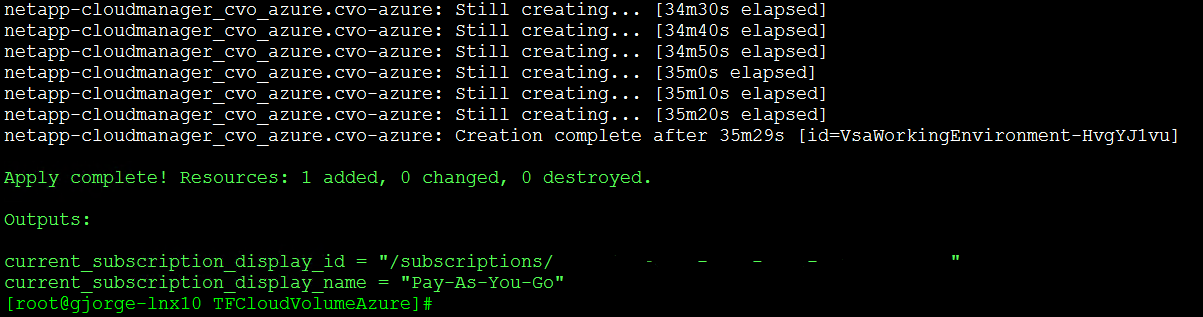 netapp-cloudmanager_cvo_azure.cvo-azure: Still creating... [34m30s elapsed]
netapp-cloudmanager_cvo_azure.cvo-azure: Still creating... [34m40s elapsed]
netapp-cloudmanager_cvo_azure.cvo-azure: Still creating... [34m50s elapsed]
netapp-cloudmanager_cvo_azure.cvo-azure: Still creating... [35m0s elapsed]
netapp-cloudmanager_cvo_azure.cvo-azure: Still creating... [35m10s elapsed]
netapp-cloudmanager_cvo_azure.cvo-azure: Still creating... [35m20s elapsed]
netapp-cloudmanager_cvo_azure.cvo-azure: Creation complete after 35m29s [id=VsaWorkingEnvironment-HvgYJ1vu]
Apply complete! Resources: 1 added, 0 changed, 0 destroyed.
Outputs:
current_subscription_display_id = "/subscriptions/ - - - - "
current_subscription_display_name = "Pay-As-You-Go"
[root@gjorge-lnx10 TFCloudVolumeAzure]#